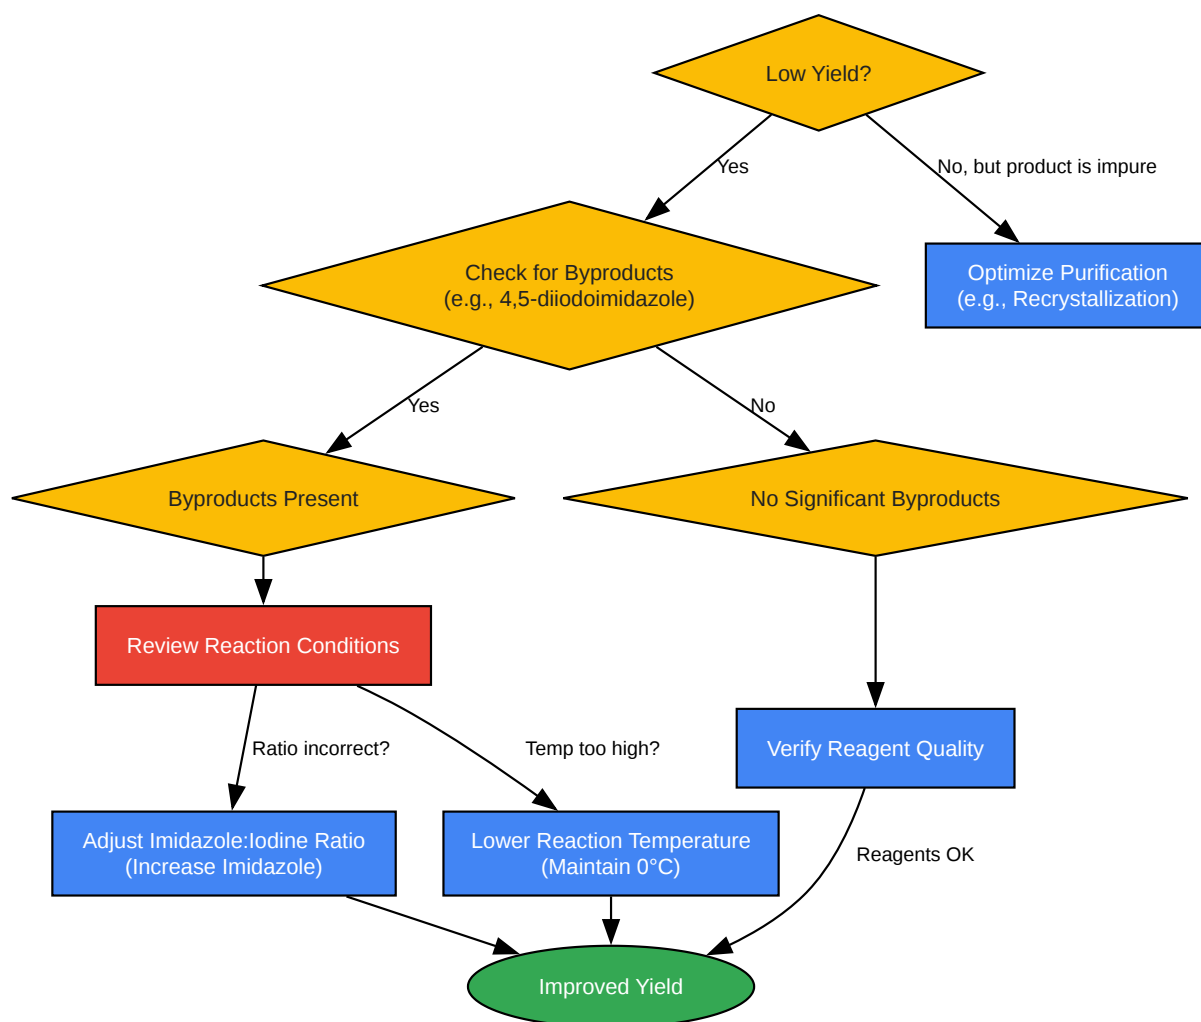 Low Yield?
Yes
No, but product is impure
Check for Byproducts
(e.g., 4,5-diiodoimidazole)
Optimize Purification
(e.g., Recrystallization)
Yes
No
Byproducts Present
No Significant Byproducts
Review Reaction Conditions
Ratio incorrect?
Temp too high?
Verify Reagent Quality
Adjust Imidazole:Iodine Ratio
(Increase Imidazole)
Lower Reaction Temperature
(Maintain 0°C)
Reagents OK
Improved Yield